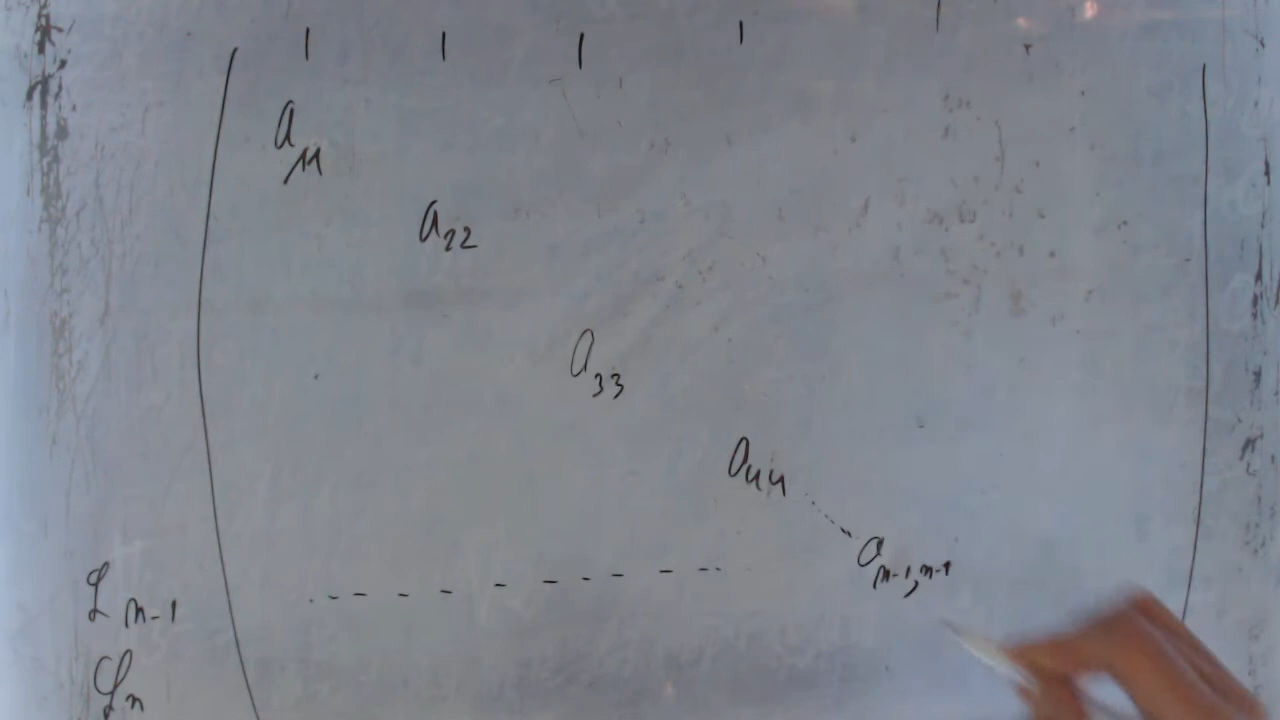 a₁₁
a₂₂
a₃₃
a₄₄
aₙ₋₁,ₙ₋₁
Lₙ₋₁
Lₙ